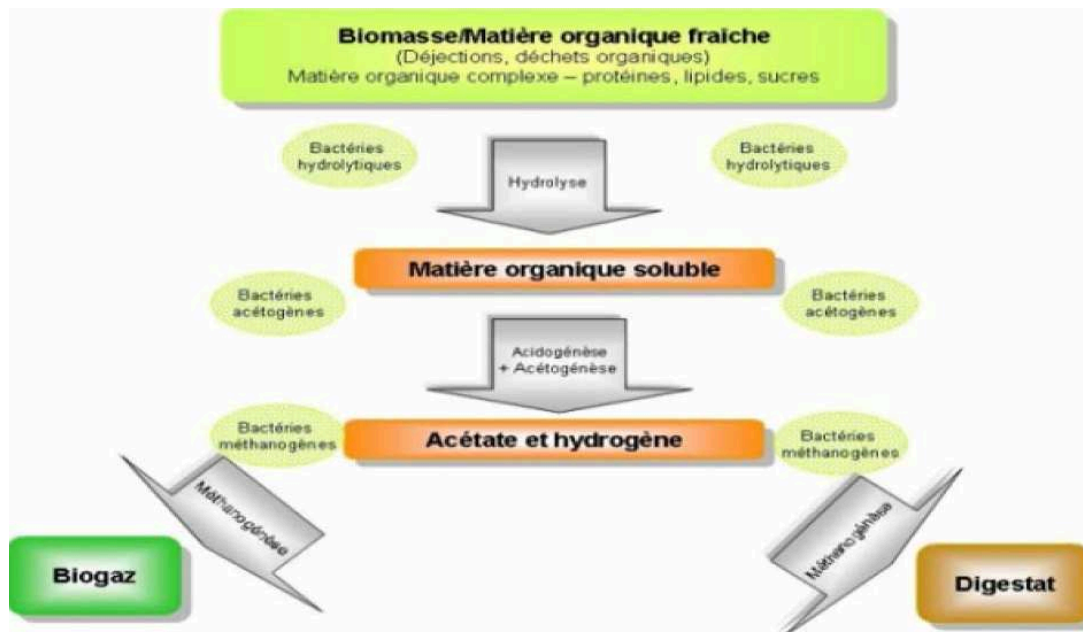 Biomasse/Matière organique fraiche
(Déjections, déchets organiques)
Matière organique complexe – protéines, lipides, sucres
Bactéries
hydrolytiques
Hydrolyse
Bactéries
hydrolytiques
Matière organique soluble
Bactéries
acétogènes
Acidogénèse
+ Acétogénèse
Bactéries
acétogènes
Bactéries
méthanogènes
Acétate et hydrogène
Bactéries
méthanogènes
Méthanogénèse
Méthanogénèse
Biogaz
Digestat